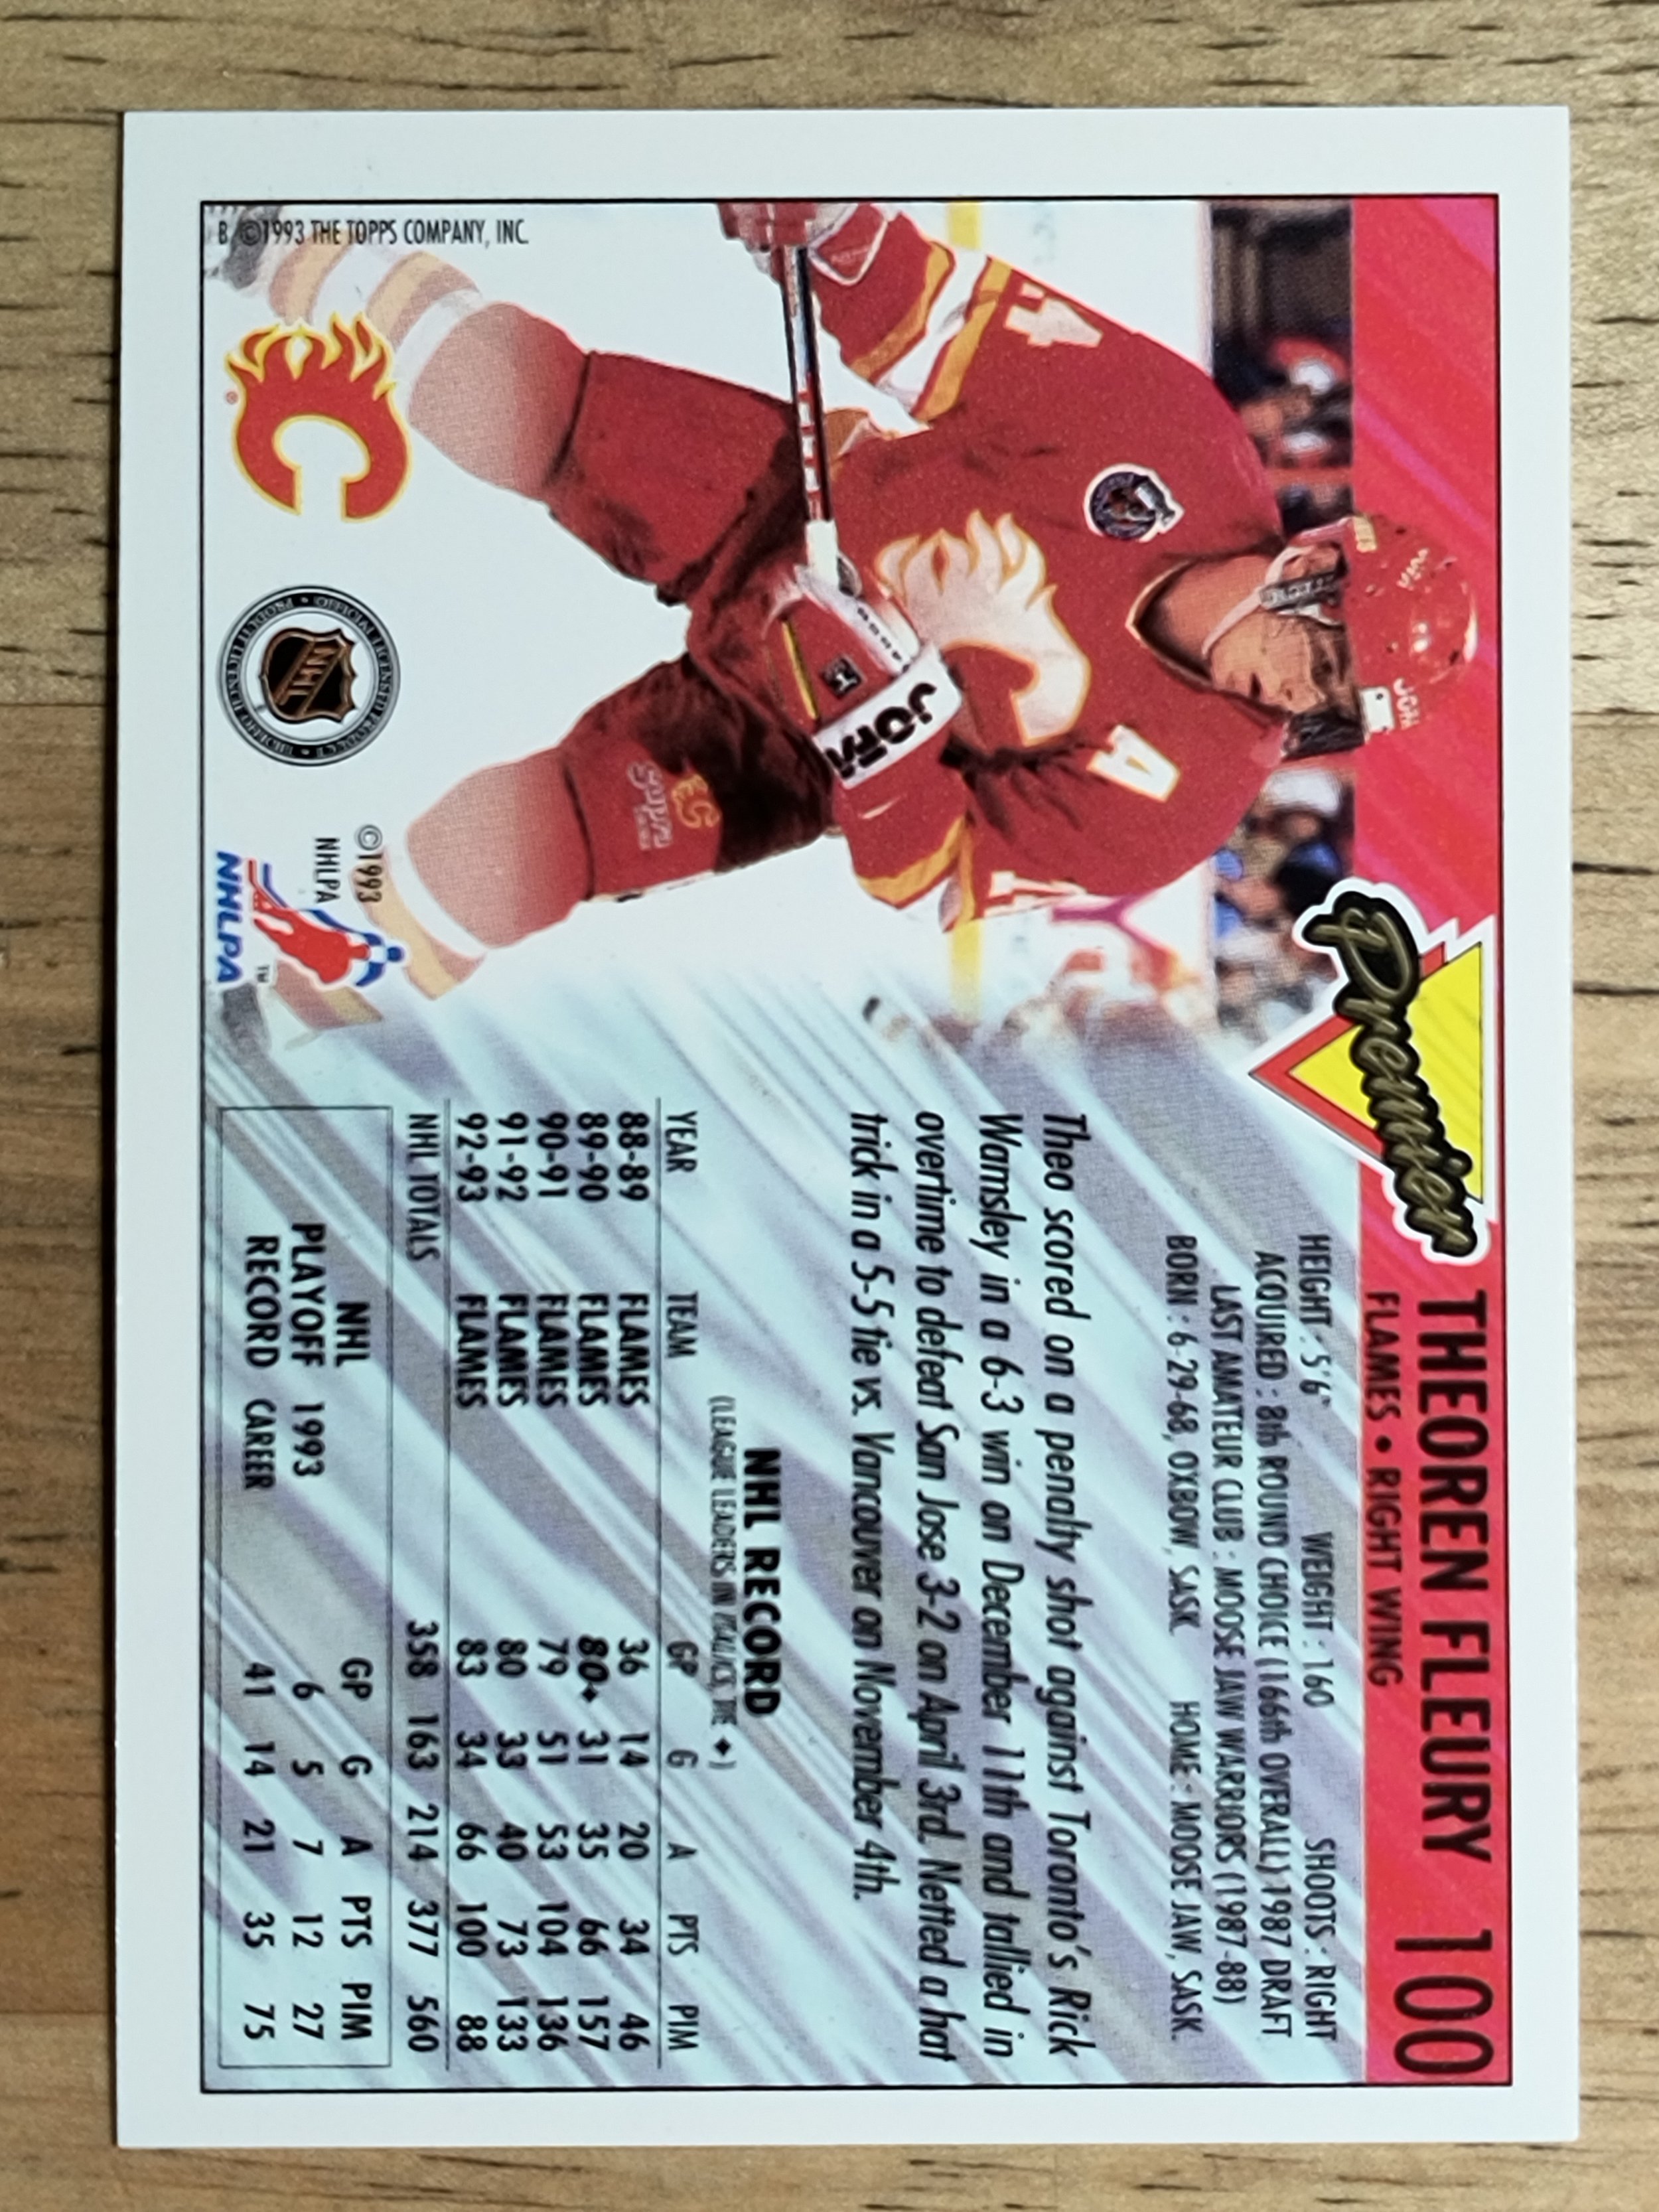 Premier
THEOREN FLEURY 100
FLAMES • RIGHT WING
HEIGHT : 5'6" WEIGHT : 160 SHOOTS : RIGHT
ACQUIRED : 8th ROUND CHOICE (166th OVERALL) 1987 DRAFT
LAST AMATEUR CLUB : MOOSE JAW WARRIORS (1987-88)
BORN : 6-29-68, OXBOW, SASK. HOME : MOOSE JAW, SASK.
Theo scored on a penalty shot against Toronto's Rick
Wamsley in a 6-3 win on December 11th and tallied in
overtime to defeat San Jose 3-2 on April 3rd. Netted a hat
trick in a 5-5 tie vs. Vancouver on November 4th.
NHL RECORD
(LEAGUE LEADERS IN ITALICS, TIE ♦)
YEAR TEAM GP G A PTS PIM
88-89 FLAMES 36 14 20 34 46
89-90 FLAMES 80♦ 31 35 66 157
90-91 FLAMES 79 51 53 104 136
91-92 FLAMES 80 33 40 73 133
92-93 FLAMES 83 34 66 100 88
NHL TOTALS 358 163 214 377 560
NHL GP G A PTS PIM
PLAYOFF 1993 6 5 7 12 27
RECORD CAREER 41 14 21 35 75
A
JOFA
C
C
®
NHL
©1993
NHLPA
NHLPA
TM
B ©1993 THE TOPPS COMPANY, INC.